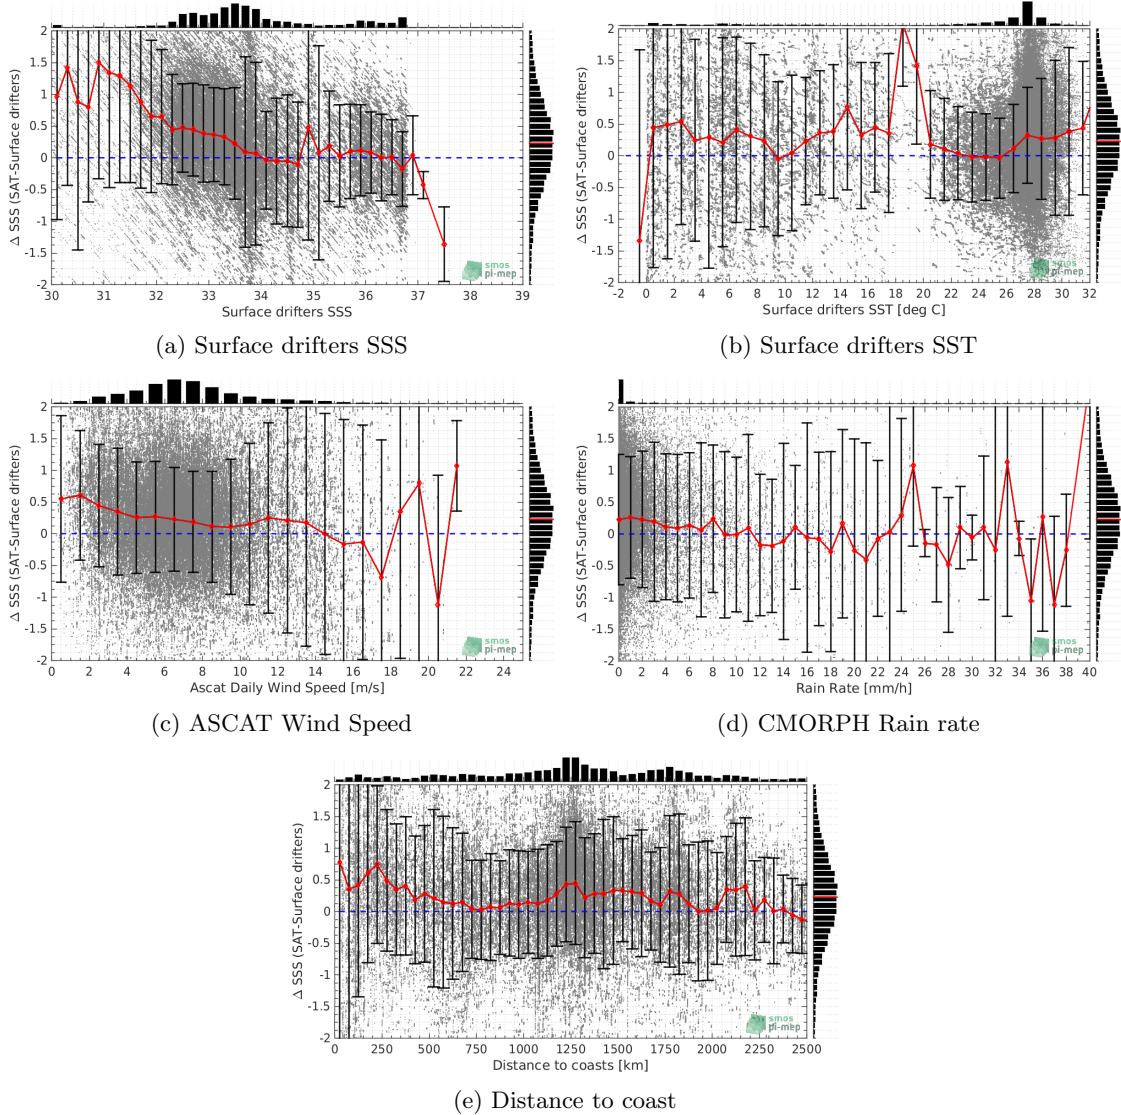 2
1.5
1
0.5
0
-0.5
-1
-1.5
-2
Δ SSS (SAT-Surface drifters)
30 31 32 33 34 35 36 37 38 39
Surface drifters SSS
smos
pi-mep
(a) Surface drifters SSS
2
1.5
1
0.5
0
-0.5
-1
-1.5
-2
Δ SSS (SAT-Surface drifters)
-2 0 2 4 6 8 10 12 14 16 18 20 22 24 26 28 30 32
Surface drifters SST [deg C]
smos
pi-mep
(b) Surface drifters SST
2
1.5
1
0.5
0
-0.5
-1
-1.5
-2
Δ SSS (SAT-Surface drifters)
0 2 4 6 8 10 12 14 16 18 20 22 24
Ascat Daily Wind Speed [m/s]
smos
pi-mep
(c) ASCAT Wind Speed
2
1.5
1
0.5
0
-0.5
-1
-1.5
-2
Δ SSS (SAT-Surface drifters)
0 2 4 6 8 10 12 14 16 18 20 22 24 26 28 30 32 34 36 38 40
Rain Rate [mm/h]
smos
pi-mep
(d) CMORPH Rain rate
2
1.5
1
0.5
0
-0.5
-1
-1.5
-2
Δ SSS (SAT-Surface drifters)
0 250 500 750 1000 1250 1500 1750 2000 2250 2500
Distance to coasts [km]
smos
pi-mep
(e) Distance to coast